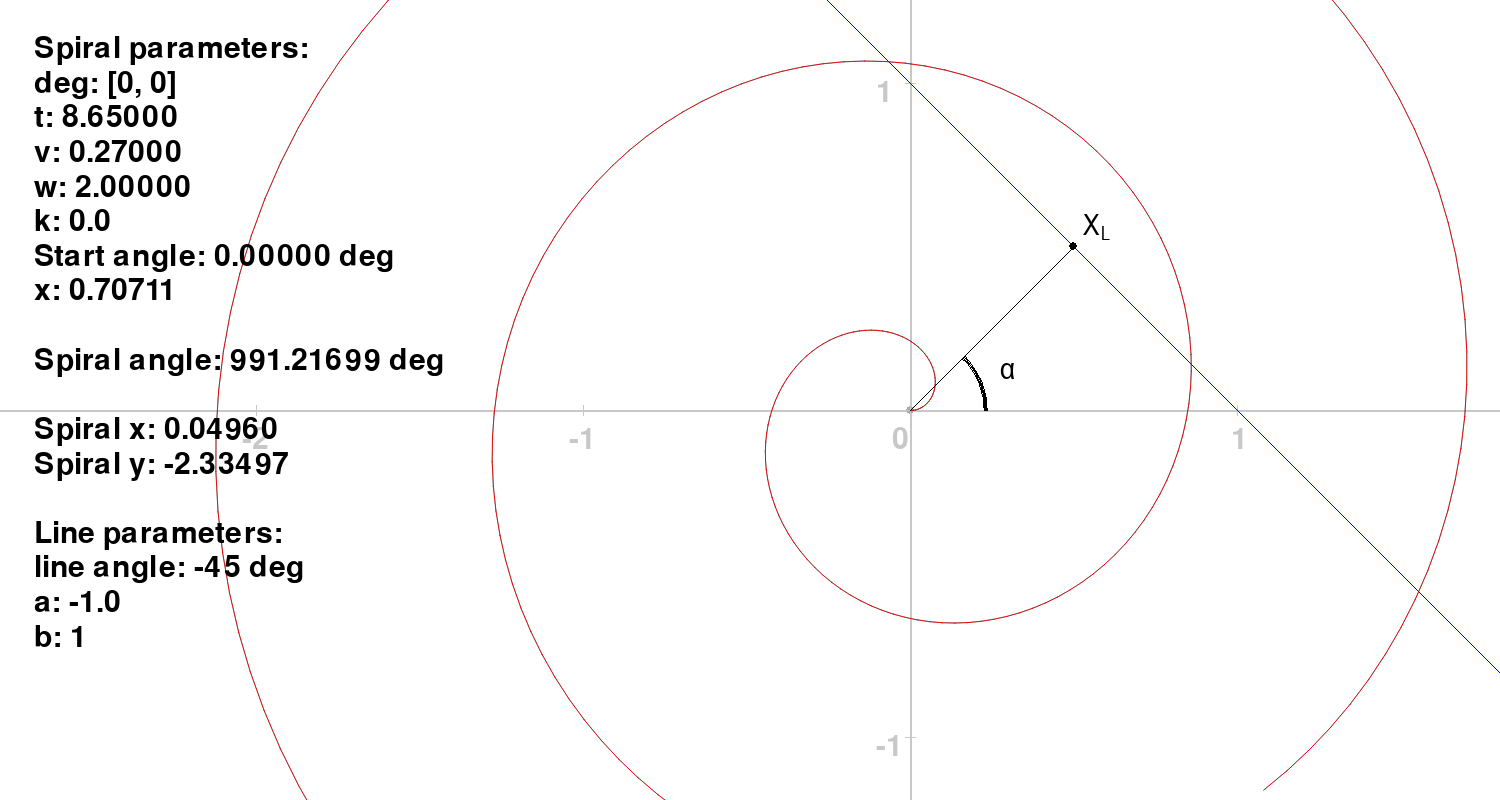 Spiral parameters:
deg: [0, 0]
t: 8.65000
v: 0.27000
w: 2.00000
k: 0.0
Start angle: 0.00000 deg
x: 0.70711
Spiral angle: 991.21699 deg
Spiral x: 0.04960
Spiral y: -2.33497
Line parameters:
line angle: -45 deg
a: -1.0
b: 1
1
XL
α
-2
-1
0
1
-1